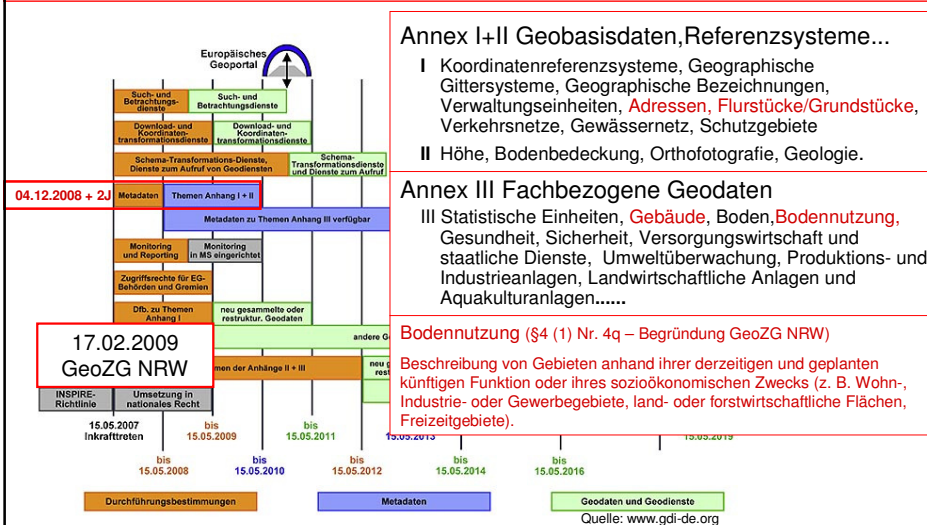 Europäisches
Geoportal
Such- und
Betrachtungs-
dienste
Such- und
Betrachtungsdienste
Download- und
Koordinaten-
transformationsdienste
Download- und
Koordinaten-
transformationsdienste
Schema-Transformations-Dienste,
Dienste zum Aufruf von Geodiensten
Schema-
Transformationsdienste
und Dienste zum Aufruf
04.12.2008 + 2J
Metadaten
Themen Anhang I + II
Metadaten zu Themen Anhang III verfügbar
Monitoring
und Reporting
Monitoring
in MS eingerichtet
Zugriffsrechte für EG-
Behörden und Gremien
Dfb. zu Themen
Anhang I
neu gesammelte oder
restruktur. Geodaten
andere
17.02.2009
GeoZG NRW
der Anhänge II + III
neu
INSPIRE-
Richtlinie
Umsetzung in
nationales Recht
15.05.2007
Inkrafttreten
bis
15.05.2009
bis
15.05.2011
15.05.2013
15.05.2019
bis
15.05.2008
bis
15.05.2010
bis
15.05.2012
bis
15.05.2014
bis
15.05.2016
Durchführungsbestimmungen
Metadaten
Geodaten und Geodienste
Quelle: www.gdi-de.org
Annex I+II Geobasisdaten,Referenzsysteme...
I Koordinatenreferenzsysteme, Geographische
Gittersysteme, Geographische Bezeichnungen,
Verwaltungseinheiten, Adressen, Flurstücke/Grundstücke,
Verkehrsnetze, Gewässernetz, Schutzgebiete
II Höhe, Bodenbedeckung, Orthofotografie, Geologie.
Annex III Fachbezogene Geodaten
III Statistische Einheiten, Gebäude, Boden,Bodennutzung,
Gesundheit, Sicherheit, Versorgungswirtschaft und
staatliche Dienste, Umweltüberwachung, Produktions- und
Industrieanlagen, Landwirtschaftliche Anlagen und
Aquakulturanlagen......
Bodennutzung (§4 (1) Nr. 4q – Begründung GeoZG NRW)
Beschreibung von Gebieten anhand ihrer derzeitigen und geplanten
künftigen Funktion oder ihres sozioökonomischen Zwecks (z. B. Wohn-,
Industrie- oder Gewerbegebiete, land- oder forstwirtschaftliche Flächen,
Freizeitgebiete).